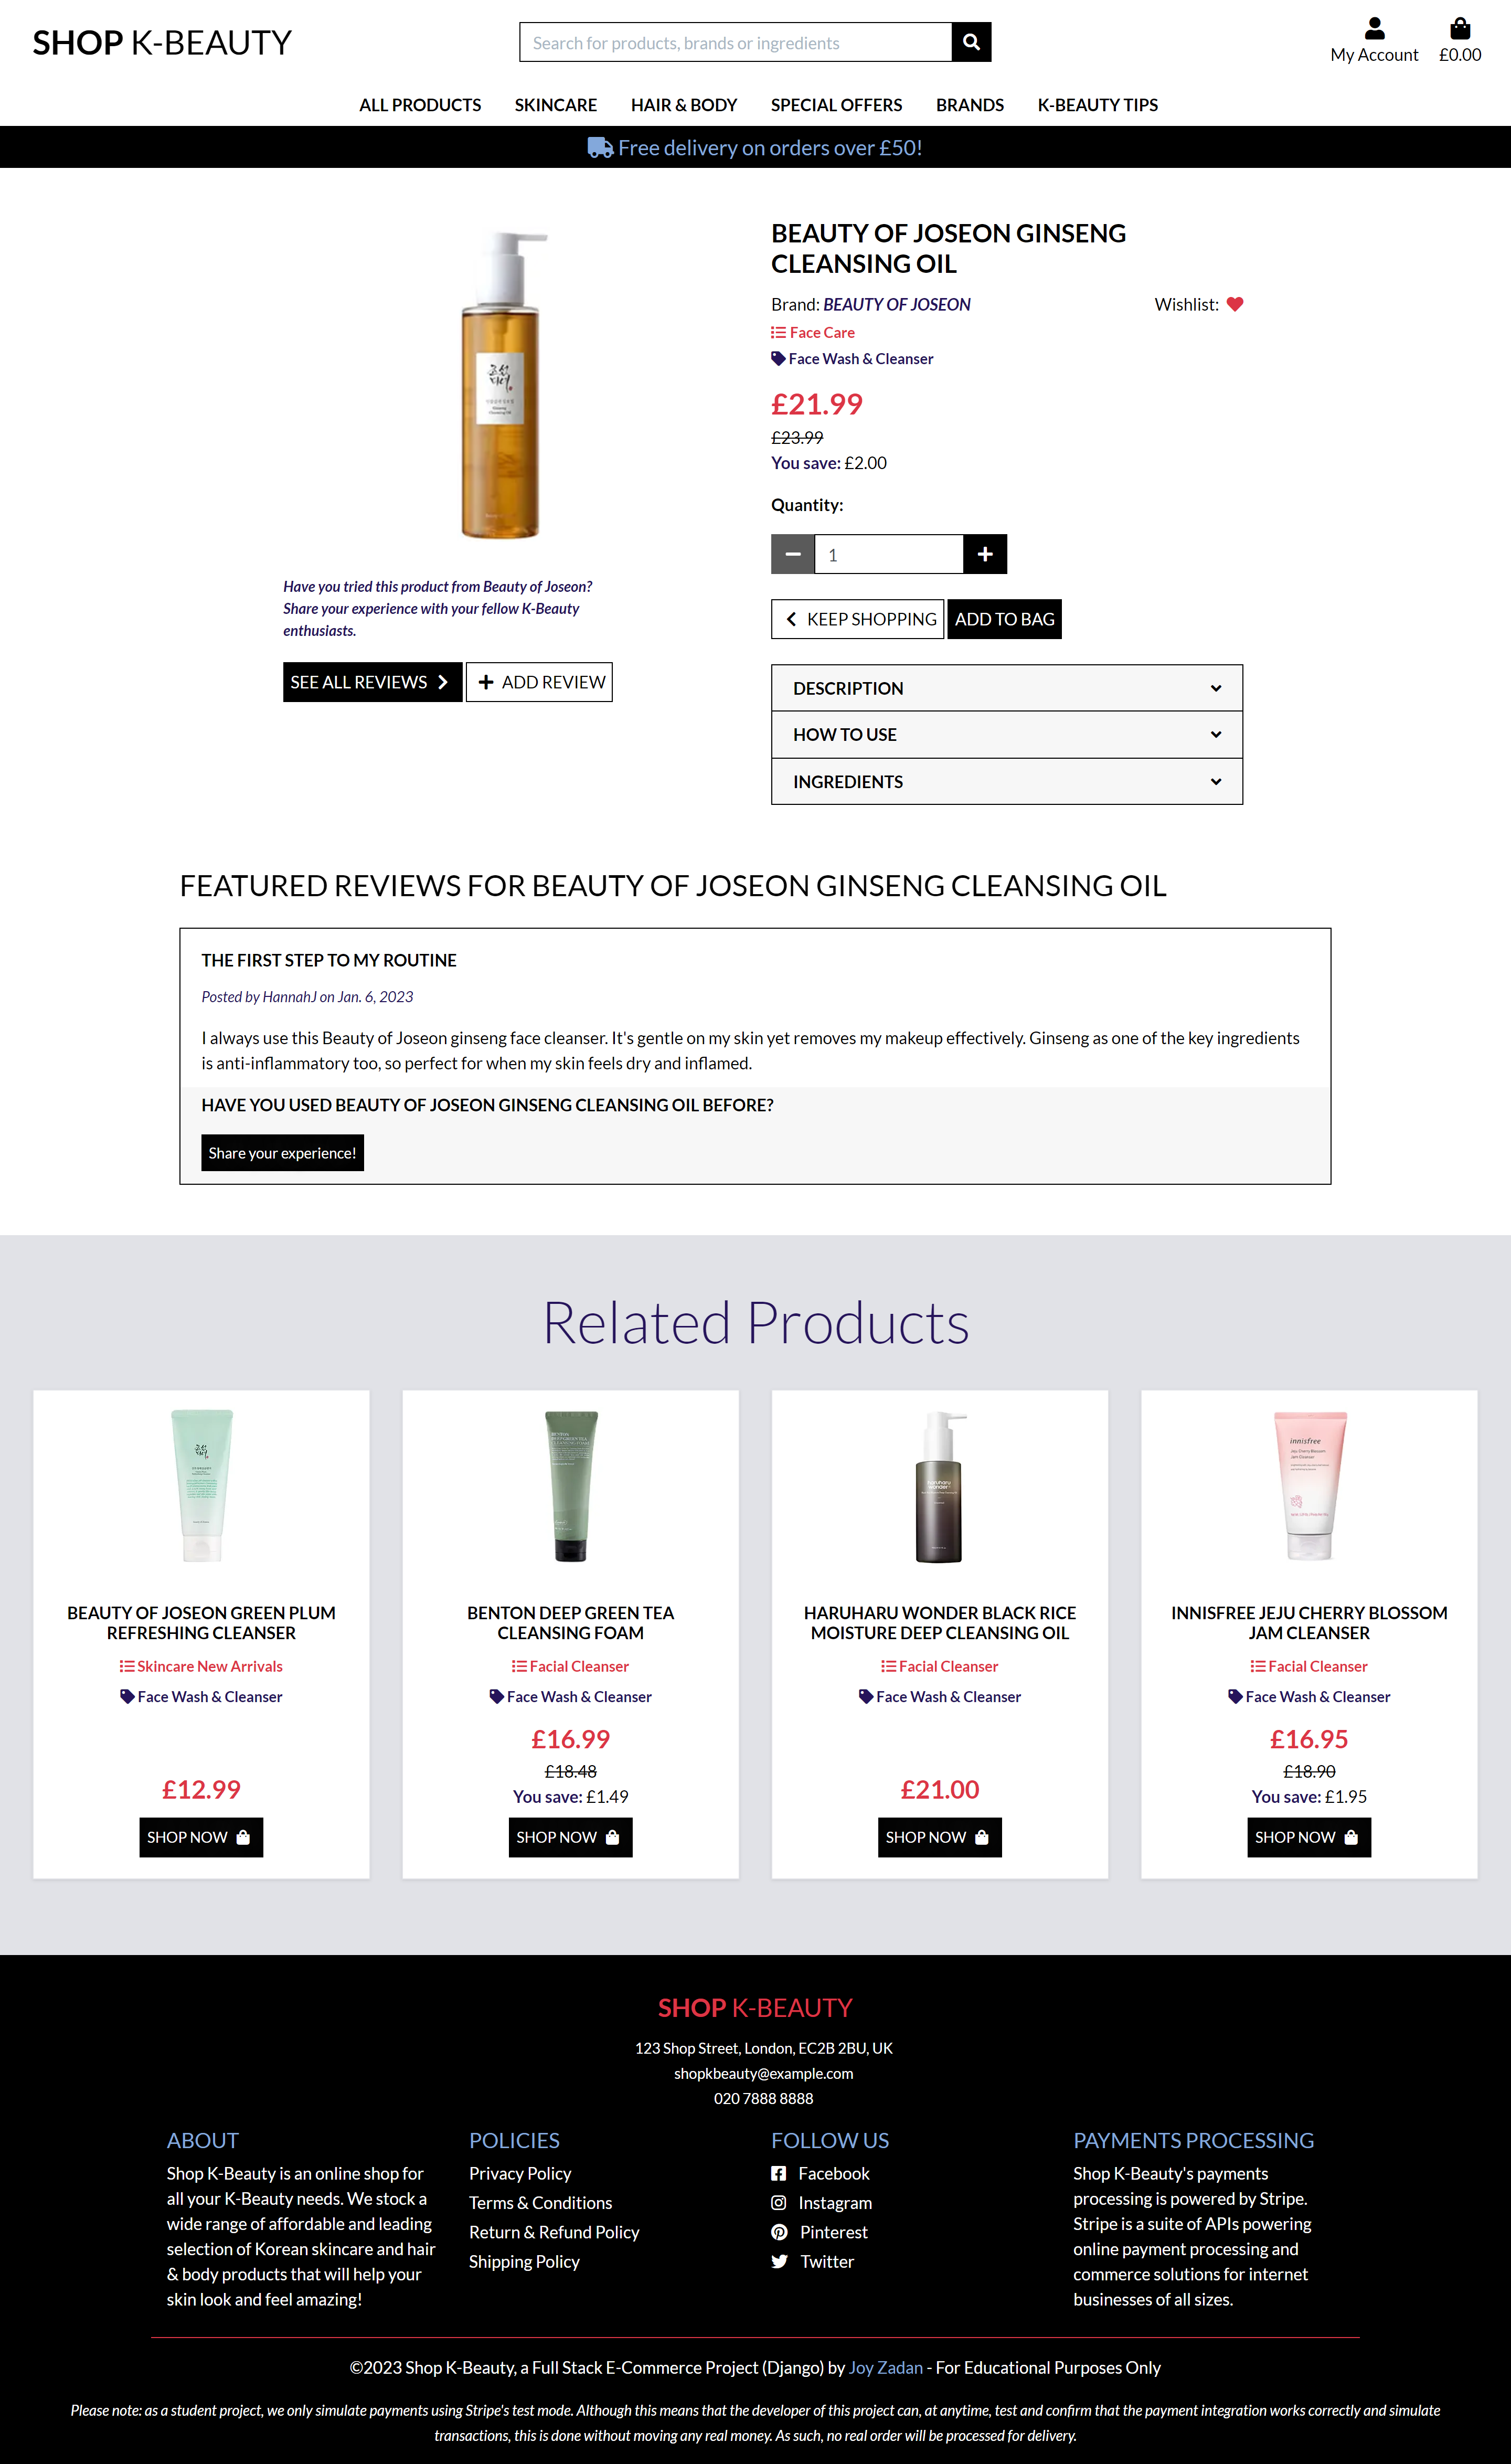 SHOP K-BEAUTY
Search for products, brands or ingredients
My Account
£0.00
ALL PRODUCTS SKINCARE HAIR & BODY SPECIAL OFFERS BRANDS K-BEAUTY TIPS
Free delivery on orders over £50!
BEAUTY OF JOSEON GINSENG
CLEANSING OIL
Brand: BEAUTY OF JOSEON
Wishlist:
Face Care
Face Wash & Cleanser
£21.99
£23.99
You save: £2.00
Quantity:
1
KEEP SHOPPING
ADD TO BAG
DESCRIPTION
HOW TO USE
INGREDIENTS
조선
미녀
Have you tried this product from Beauty of Joseon?
Share your experience with your fellow K-Beauty
enthusiasts.
SEE ALL REVIEWS
ADD REVIEW
FEATURED REVIEWS FOR BEAUTY OF JOSEON GINSENG CLEANSING OIL
THE FIRST STEP TO MY ROUTINE
Posted by HannahJ on Jan. 6, 2023
I always use this Beauty of Joseon ginseng face cleanser. It's gentle on my skin yet removes my makeup effectively. Ginseng as one of the key ingredients
is anti-inflammatory too, so perfect for when my skin feels dry and inflamed.
HAVE YOU USED BEAUTY OF JOSEON GINSENG CLEANSING OIL BEFORE?
Share your experience!
Related Products
BEAUTY OF JOSEON GREEN PLUM
REFRESHING CLEANSER
Skincare New Arrivals
Face Wash & Cleanser
£12.99
SHOP NOW
BENTON DEEP GREEN TEA
CLEANSING FOAM
Facial Cleanser
Face Wash & Cleanser
£16.99
£18.48
You save: £1.49
SHOP NOW
haruharu
wonder
HARUHARU WONDER BLACK RICE
MOISTURE DEEP CLEANSING OIL
Facial Cleanser
Face Wash & Cleanser
£21.00
SHOP NOW
innisfree
Jeju Cherry Blossom
Jam Cleanser
INNISFREE JEJU CHERRY BLOSSOM
JAM CLEANSER
Facial Cleanser
Face Wash & Cleanser
£16.95
£18.90
You save: £1.95
SHOP NOW
SHOP K-BEAUTY
123 Shop Street, London, EC2B 2BU, UK
shopkbeauty@example.com
020 7888 8888
ABOUT
Shop K-Beauty is an online shop for
all your K-Beauty needs. We stock a
wide range of affordable and leading
selection of Korean skincare and hair
& body products that will help your
skin look and feel amazing!
POLICIES
Privacy Policy
Terms & Conditions
Return & Refund Policy
Shipping Policy
FOLLOW US
Facebook
Instagram
Pinterest
Twitter
PAYMENTS PROCESSING
Shop K-Beauty's payments
processing is powered by Stripe.
Stripe is a suite of APIs powering
online payment processing and
commerce solutions for internet
businesses of all sizes.
©2023 Shop K-Beauty, a Full Stack E-Commerce Project (Django) by Joy Zadan - For Educational Purposes Only
Please note: as a student project, we only simulate payments using Stripe's test mode. Although this means that the developer of this project can, at anytime, test and confirm that the payment integration works correctly and simulate
transactions, this is done without moving any real money. As such, no real order will be processed for delivery.